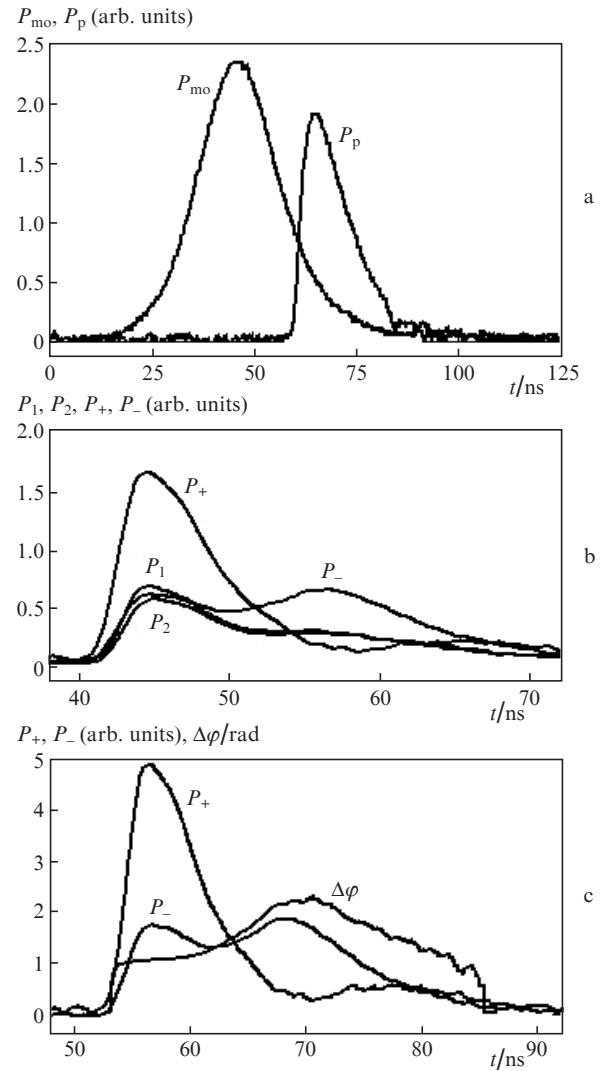 P_mo, P_p (arb. units)
2.5
P_mo
2.0
P_p
1.5
a
1.0
0.5
0
0 25 50 75 100 125
t/ns
P_1, P_2, P_+, P_– (arb. units)
2.0
P_+
1.5
b
1.0
P_1
P_–
0.5
P_2
0
40 50 60 70
t/ns
P_+, P_– (arb. units), Δφ/rad
5
P_+
4
3
Δφ
c
2
P_–
1
0
50 60 70 80 90
t/ns